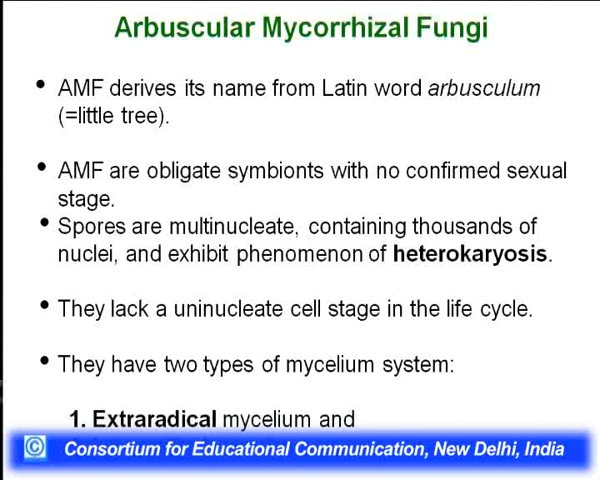 Arbuscular Mycorrhizal Fungi
• AMF derives its name from Latin word arbusculum
(=little tree).
• AMF are obligate symbionts with no confirmed sexual
stage.
• Spores are multinucleate, containing thousands of
nuclei, and exhibit phenomenon of heterokaryosis.
• They lack a uninucleate cell stage in the life cycle.
• They have two types of mycelium system:
1. Extraradical mycelium and
© Consortium for Educational Communication, New Delhi, India